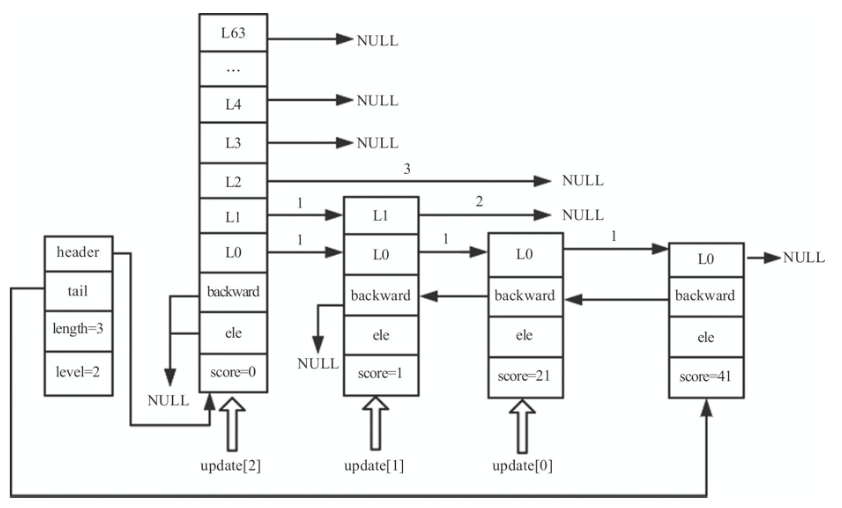 L63
NULL
...
L4
NULL
L3
NULL
L2
3
NULL
L1
1
L1
2
NULL
header
L0
1
L0
1
L0
1
L0
NULL
tail
backward
backward
backward
backward
length=3
ele
ele
ele
ele
NULL
level=2
score=0
score=1
score=21
score=41
NULL
update[2]
update[1]
update[0]